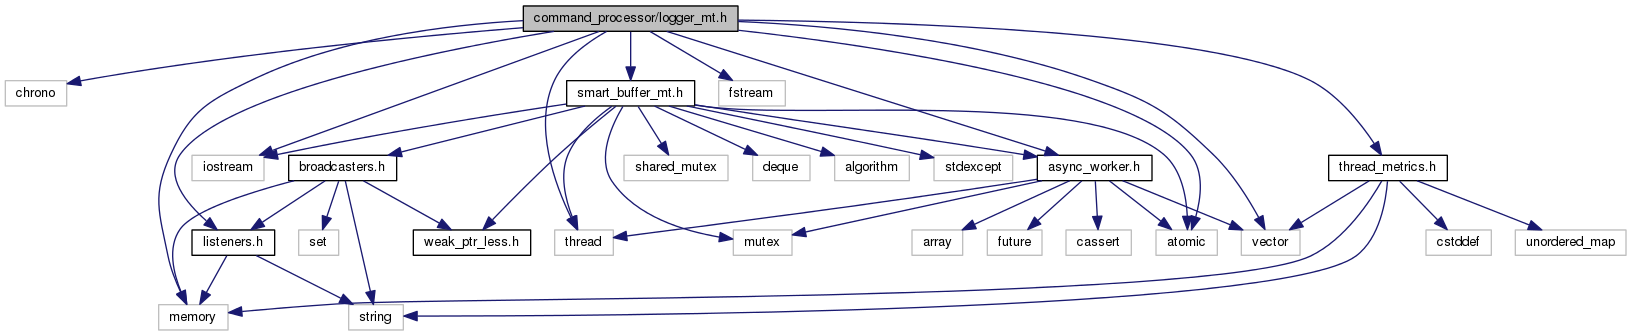 command_processor/logger_mt.h
chrono
smart_buffer_mt.h
fstream
iostream
broadcasters.h
shared_mutex
deque
algorithm
stdexcept
async_worker.h
thread_metrics.h
listeners.h
set
weak_ptr_less.h
thread
mutex
array
future
cassert
atomic
vector
cstddef
unordered_map
memory
string